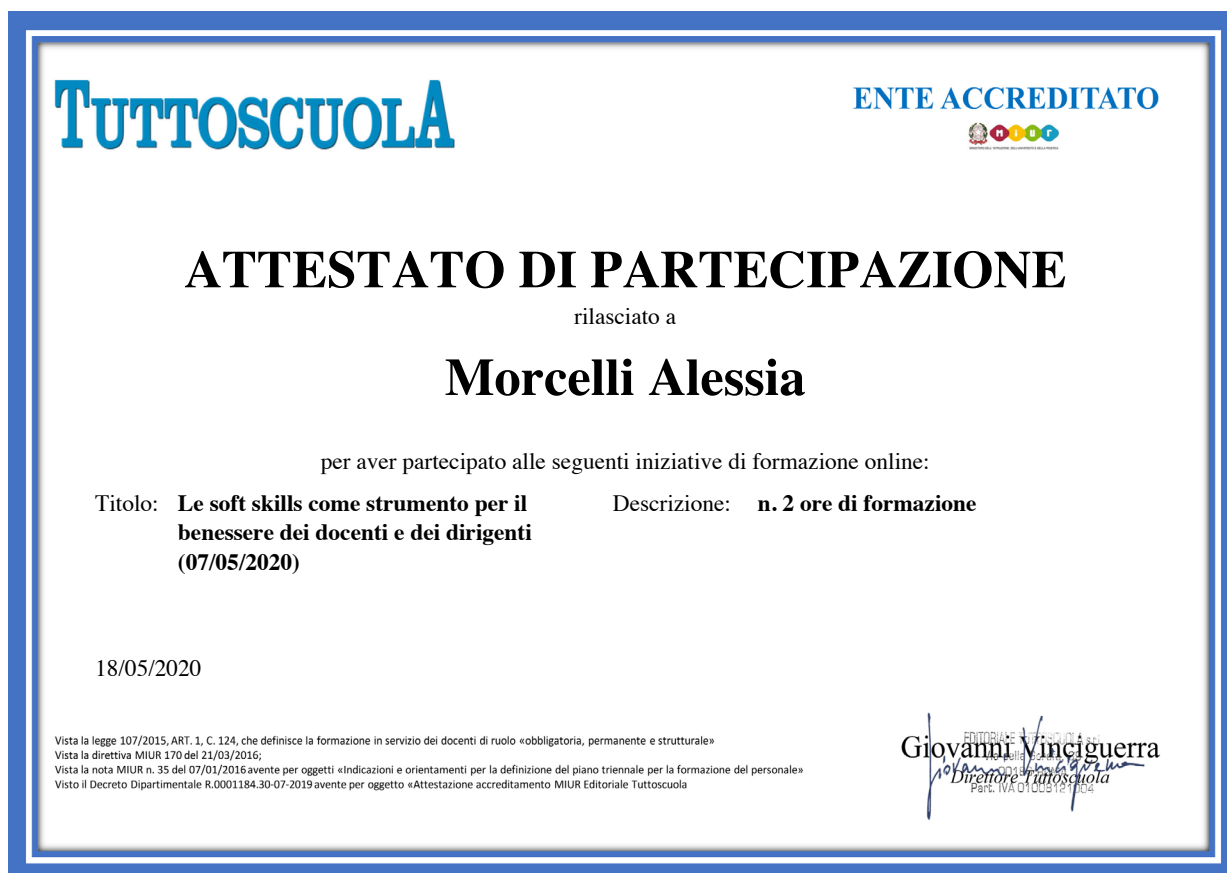 TUTTOSCUOLA
ENTE ACCREDITATO
MIUR
ATTESTATO DI PARTECIPAZIONE
rilasciato a
Morcelli Alessia
per aver partecipato alle seguenti iniziative di formazione online:
Titolo: Le soft skills come strumento per il
benessere dei docenti e dei dirigenti
(07/05/2020)
Descrizione: n. 2 ore di formazione
18/05/2020
Vista la legge 107/2015, ART. 1, C. 124, che definisce la formazione in servizio dei docenti di ruolo «obbligatoria, permanente e strutturale»
Vista la direttiva MIUR 170 del 21/03/2016;
Vista la nota MIUR n. 35 del 07/01/2016 avente per oggetti «Indicazioni e orientamenti per la definizione del piano triennale per la formazione del personale»
Visto il Decreto Dipartimentale R.0001184.30-07-2019 avente per oggetto «Attestazione accreditamento MIUR Editoriale Tuttoscuola
Giovanni Vinciguerra
Direttore Tuttoscuola
Part. IVA